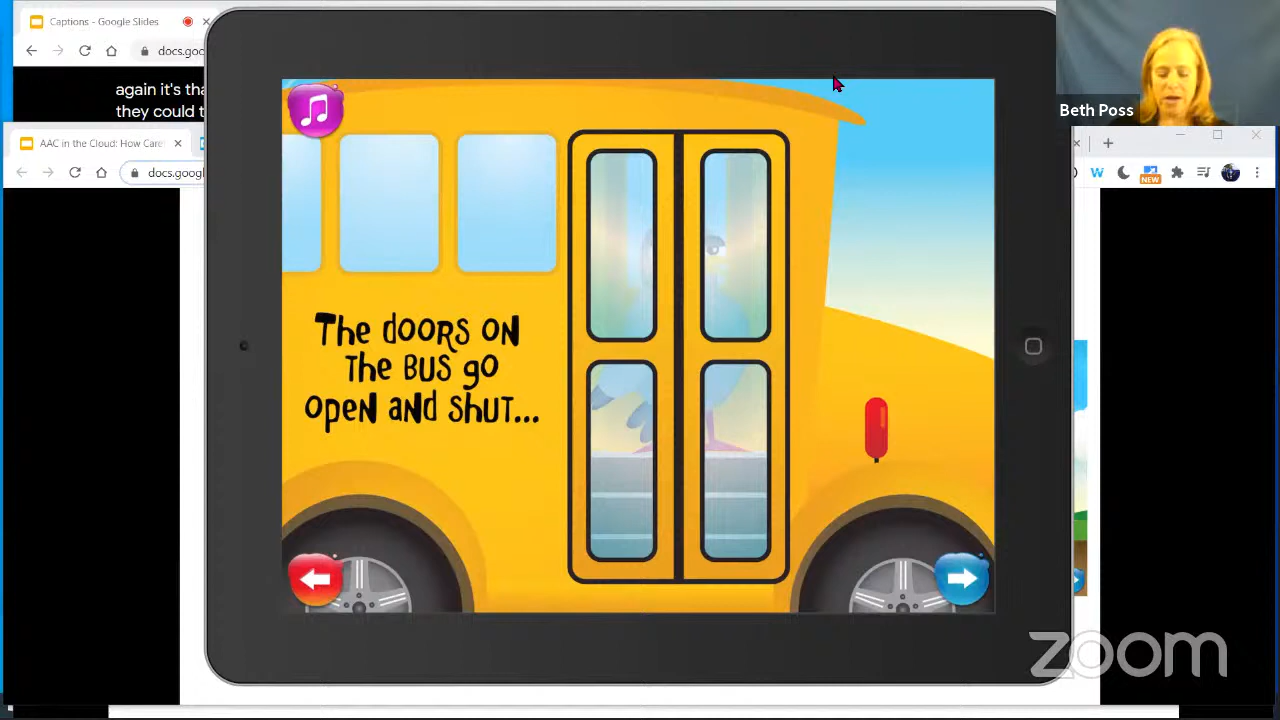 Captions - Google Slides
docs.goo
again it's tha
they could t
AAC in the Cloud: How Care
docs.googl
Beth Poss
W
NEW
The doors on
the bus go
open and shut...
zoom